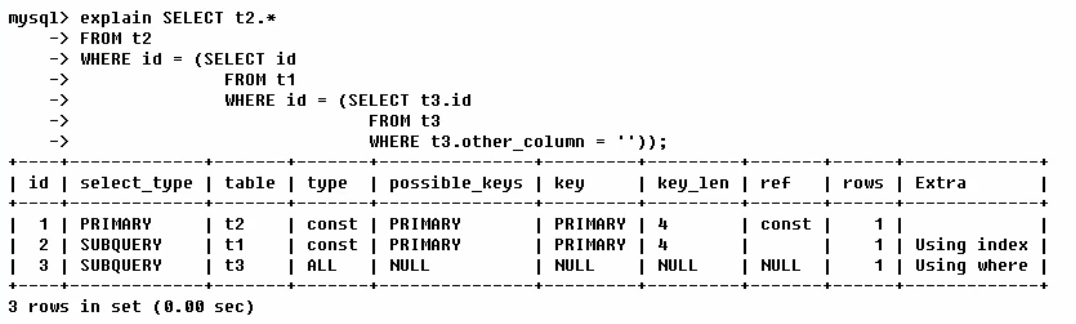 mysql> explain SELECT t2.*
    -> FROM t2
    -> WHERE id = (SELECT id
    ->             FROM t1
    ->             WHERE id = (SELECT t3.id
    ->                         FROM t3
    ->                         WHERE t3.other_column = ''));
+----+-------------+-------+-------+---------------+---------+---------+-------+------+-------------+
| id | select_type | table | type  | possible_keys | key     | key_len | ref   | rows | Extra       |
+----+-------------+-------+-------+---------------+---------+---------+-------+------+-------------+
|  1 | PRIMARY     | t2    | const | PRIMARY       | PRIMARY | 4       | const |    1 |             |
|  2 | SUBQUERY    | t1    | const | PRIMARY       | PRIMARY | 4       |       |    1 | Using index |
|  3 | SUBQUERY    | t3    | ALL   | NULL          | NULL    | NULL    | NULL  |    1 | Using where |
+----+-------------+-------+-------+---------------+---------+---------+-------+------+-------------+
3 rows in set (0.00 sec)